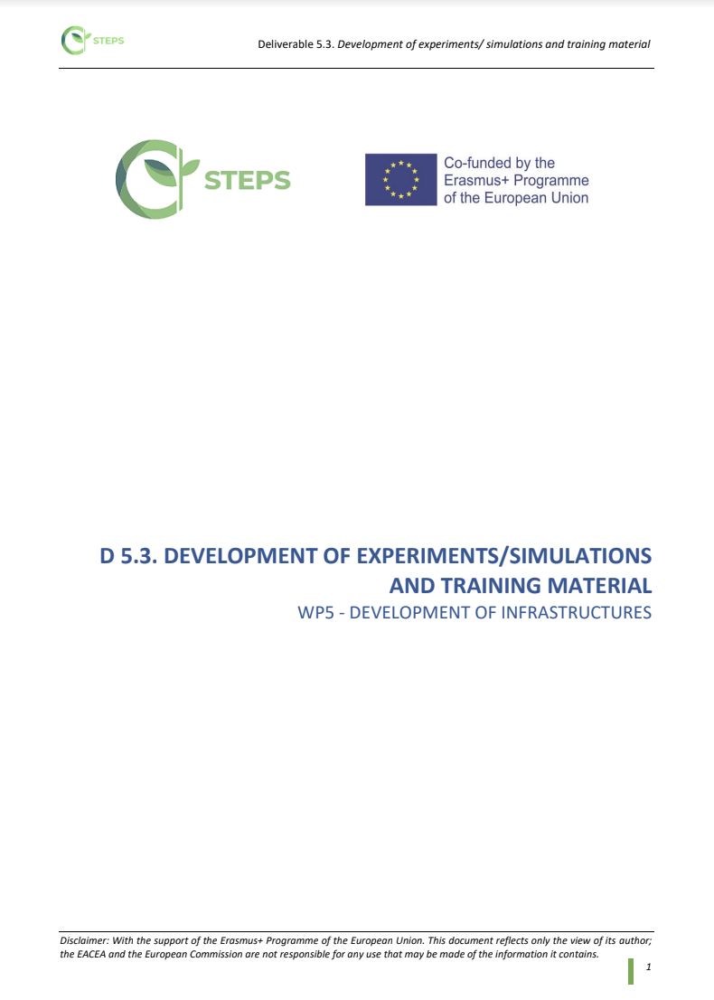 STEPS
Deliverable 5.3. Development of experiments/ simulations and training material
STEPS
Co-funded by the
Erasmus+ Programme
of the European Union
D 5.3. DEVELOPMENT OF EXPERIMENTS/SIMULATIONS
AND TRAINING MATERIAL
WP5 - DEVELOPMENT OF INFRASTRUCTURES
Disclaimer: With the support of the Erasmus+ Programme of the European Union. This document reflects only the view of its author;
the EACEA and the European Commission are not responsible for any use that may be made of the information it contains.
1